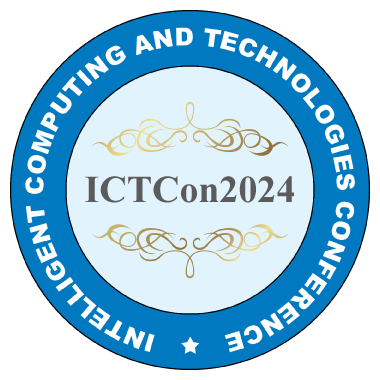 INTELLIGENT COMPUTING AND TECHNOLOGIES CONFERENCE
ICTCon2024